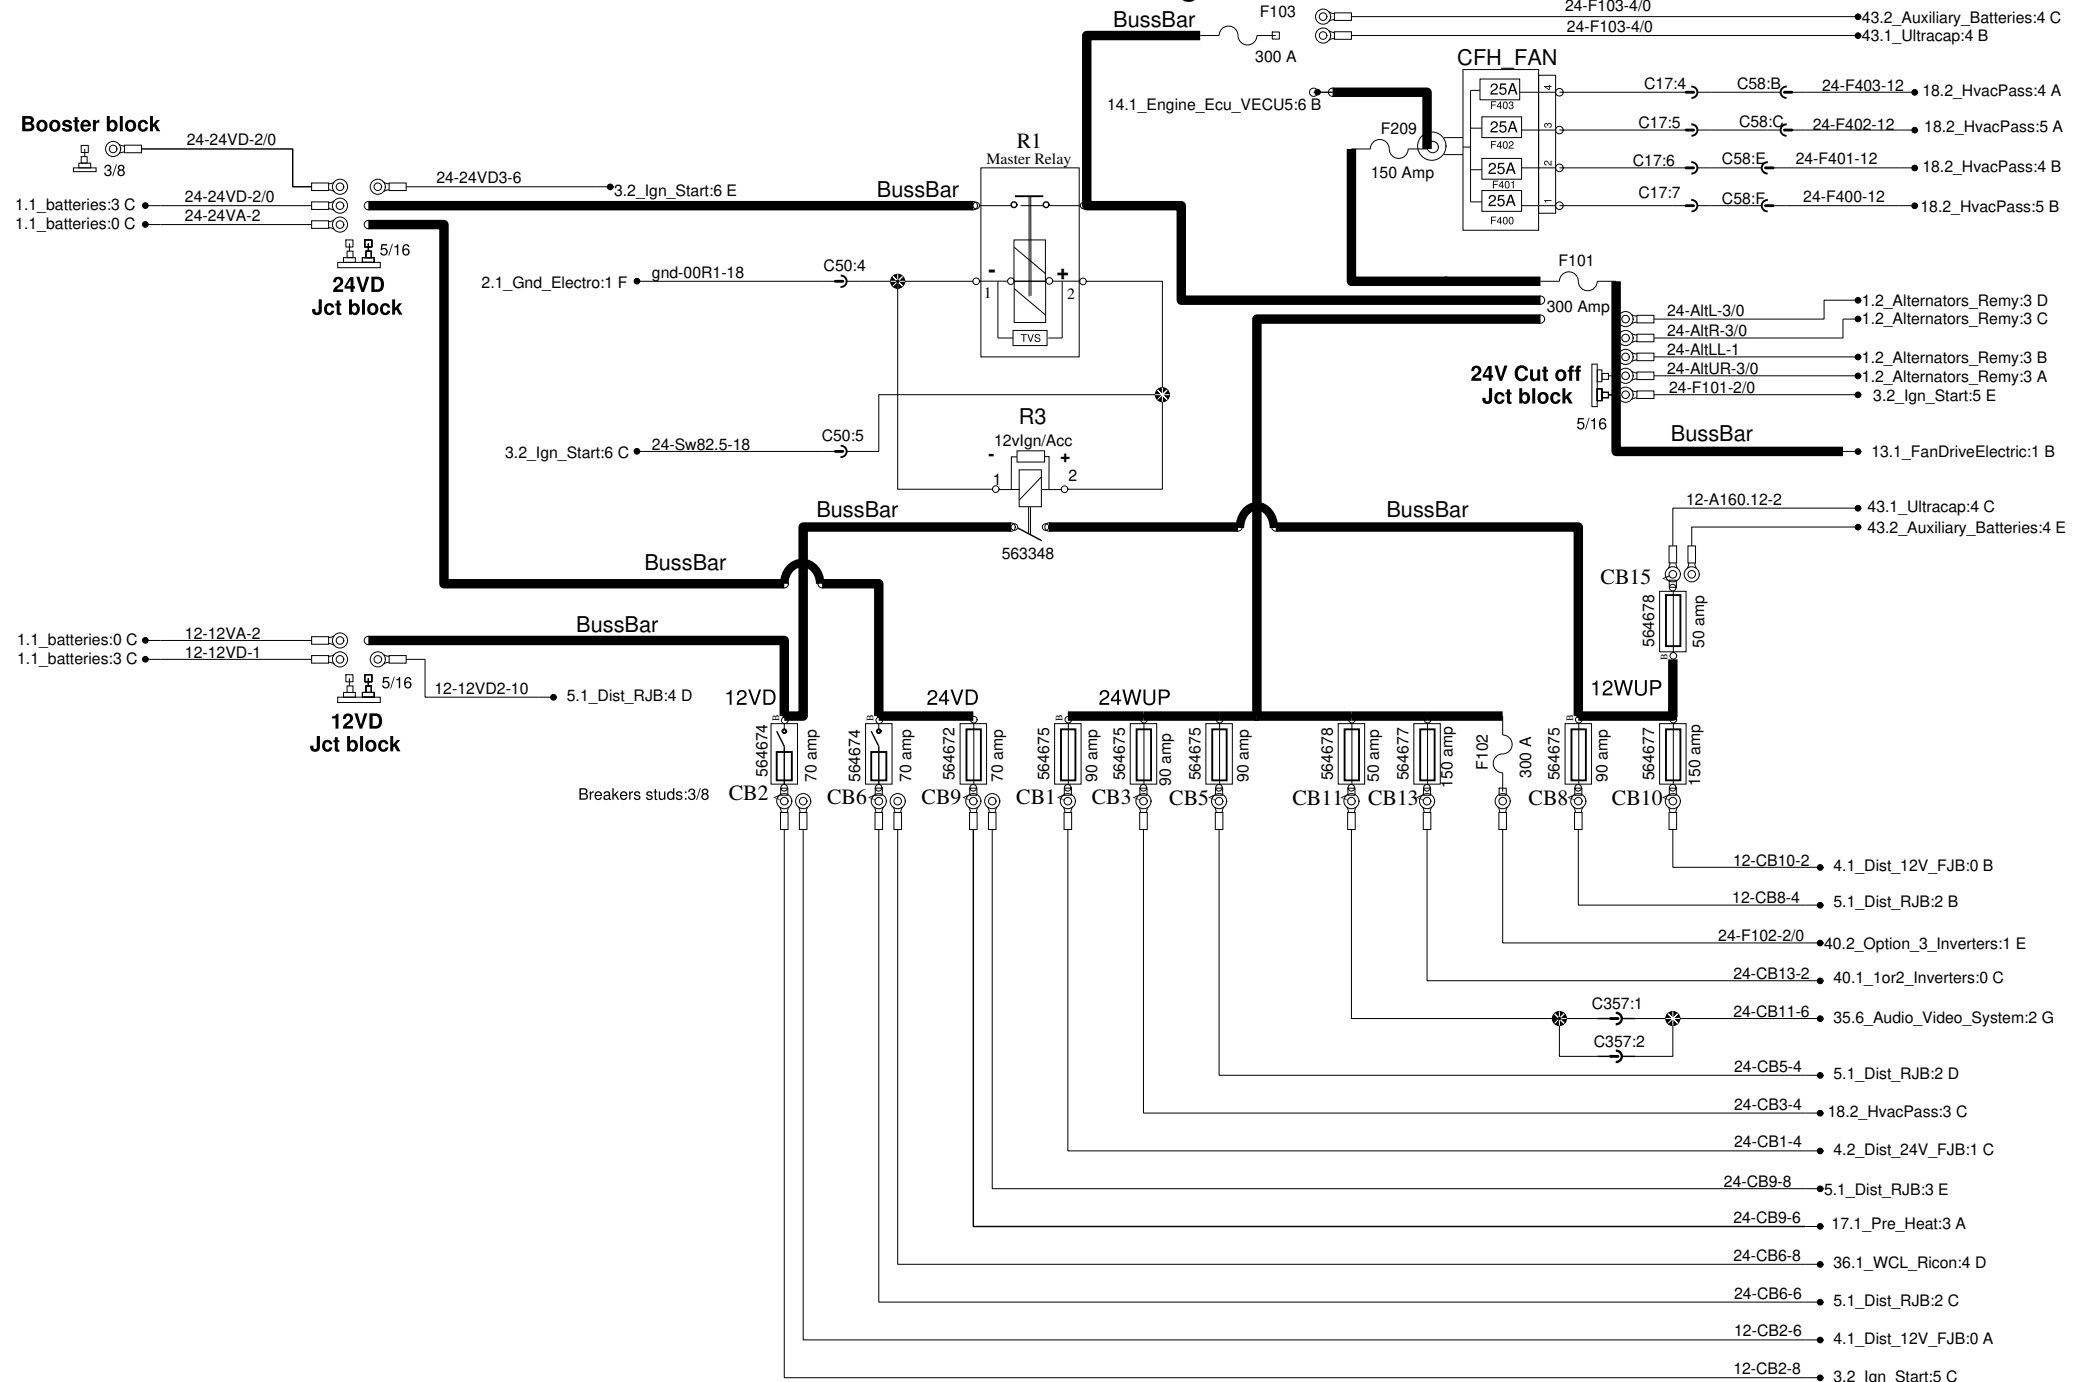 BussBar
F103
300 A
24-F103-4/0
43.2_Auxiliary_Batteries:4 C
24-F103-4/0
43.1_Ultracap:4 B
CFH_FAN
14.1_Engine_Ecu_VECU5:6 B
F209
150 Amp
25A
F403
4
C17:4
C58:B
24-F403-12
18.2_HvacPass:4 A
25A
F402
3
C17:5
C58:C
24-F402-12
18.2_HvacPass:5 A
25A
F401
2
C17:6
C58:E
24-F401-12
18.2_HvacPass:4 B
25A
F400
1
C17:7
C58:F
24-F400-12
18.2_HvacPass:5 B
Booster block
24-24VD-2/0
3/8
1.1_batteries:3 C
24-24VD-2/0
1.1_batteries:0 C
24-24VA-2
24-24VD3-6
3.2_Ign_Start:6 E
BussBar
5/16
24VD
Jct block
R1
Master Relay
-
+
1
2
TVS
2.1_Gnd_Electro:1 F
gnd-00R1-18
C50:4
F101
300 Amp
24-AltL-3/0
1.2_Alternators_Remy:3 D
24-AltR-3/0
1.2_Alternators_Remy:3 C
24-AltLL-1
1.2_Alternators_Remy:3 B
24-AltUR-3/0
1.2_Alternators_Remy:3 A
24-F101-2/0
3.2_Ign_Start:5 E
24V Cut off
Jct block
5/16
BussBar
13.1_FanDriveElectric:1 B
3.2_Ign_Start:6 C
24-Sw82.5-18
C50:5
R3
12vIgn/Acc
-
+
1
2
563348
BussBar
BussBar
BussBar
12-A160.12-2
43.1_Ultracap:4 C
43.2_Auxiliary_Batteries:4 E
CB15
564678
50 amp
B
12WUP
1.1_batteries:0 C
12-12VA-2
1.1_batteries:3 C
12-12VD-1
BussBar
5/16
12-12VD2-10
5.1_Dist_RJB:4 D
12VD
Jct block
12VD
24VD
24WUP
B
564674
70 amp
B
564674
70 amp
564672
70 amp
B
564675
90 amp
564675
90 amp
564675
90 amp
564678
50 amp
564677
150 amp
F102
300 A
B
564675
90 amp
564677
150 amp
Breakers studs:3/8
CB2
CB6
CB9
CB1
CB3
CB5
CB11
CB13
CB8
CB10
12-CB10-2
4.1_Dist_12V_FJB:0 B
12-CB8-4
5.1_Dist_RJB:2 B
24-F102-2/0
40.2_Option_3_Inverters:1 E
24-CB13-2
40.1_1or2_Inverters:0 C
C357:1
24-CB11-6
35.6_Audio_Video_System:2 G
C357:2
24-CB5-4
5.1_Dist_RJB:2 D
24-CB3-4
18.2_HvacPass:3 C
24-CB1-4
4.2_Dist_24V_FJB:1 C
24-CB9-8
5.1_Dist_RJB:3 E
24-CB9-6
17.1_Pre_Heat:3 A
24-CB6-8
36.1_WCL_Ricon:4 D
24-CB6-6
5.1_Dist_RJB:2 C
12-CB2-6
4.1_Dist_12V_FJB:0 A
12-CB2-8
3.2_Ign_Start:5 C